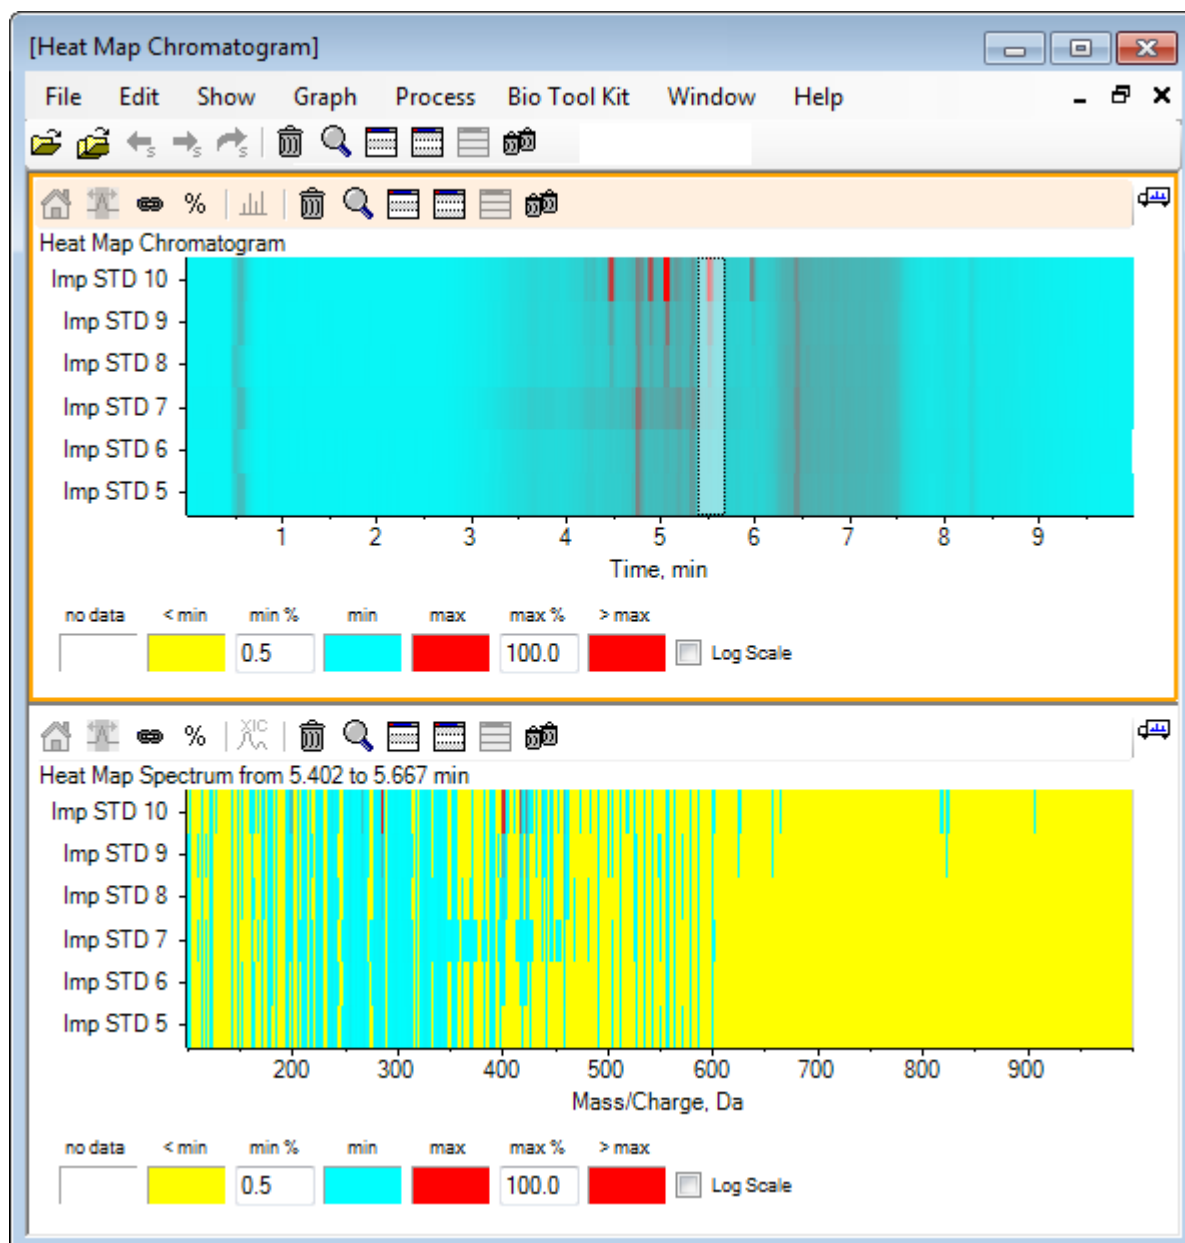 [Heat Map Chromatogram]
File Edit Show Graph Process Bio Tool Kit Window Help
%
Heat Map Chromatogram
Imp STD 10
Imp STD 9
Imp STD 8
Imp STD 7
Imp STD 6
Imp STD 5
1 2 3 4 5 6 7 8 9
Time, min
no data < min min % min max max % > max
0.5 100.0 Log Scale
% XIC
Heat Map Spectrum from 5.402 to 5.667 min
Imp STD 10
Imp STD 9
Imp STD 8
Imp STD 7
Imp STD 6
Imp STD 5
200 300 400 500 600 700 800 900
Mass/Charge, Da
no data < min min % min max max % > max
0.5 100.0 Log Scale